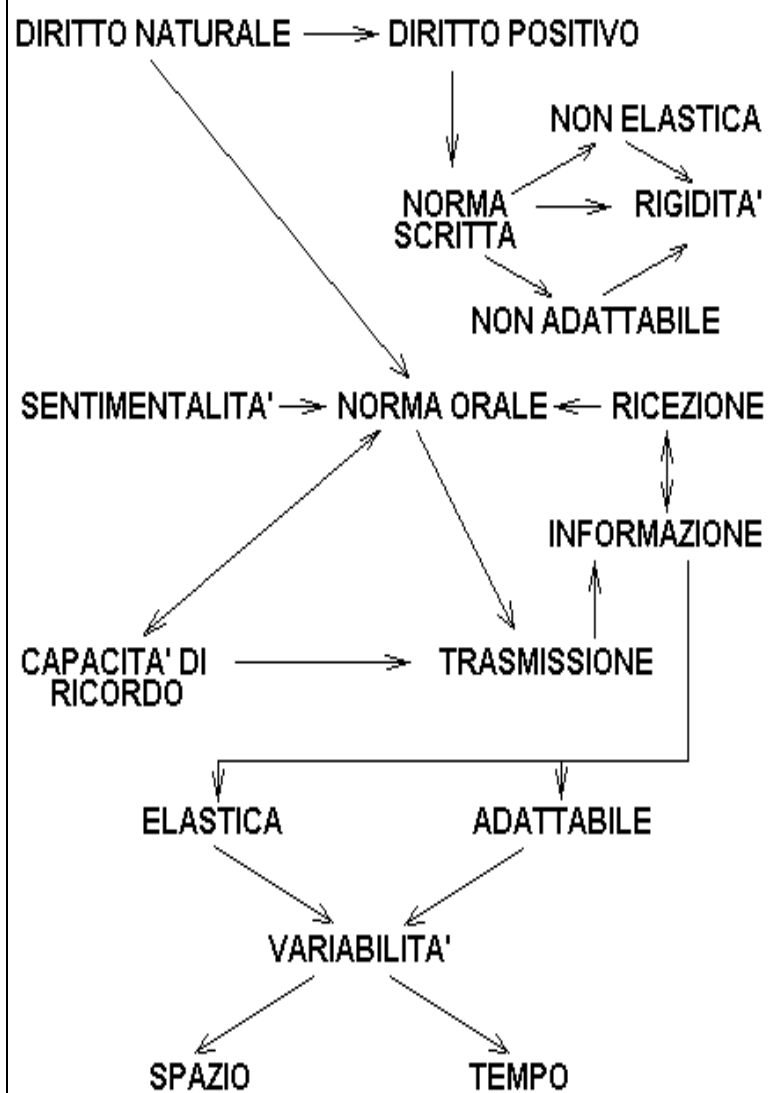 DIRITTO NATURALE DIRITTO POSITIVO
NON ELASTICA
NORMA
SCRITTA
RIGIDITA'
NON ADATTABILE
SENTIMENTALITA' NORMA ORALE RICEZIONE
INFORMAZIONE
CAPACITA' DI
RICORDO
TRASMISSIONE
ELASTICA ADATTABILE
VARIABILITA'
SPAZIO TEMPO